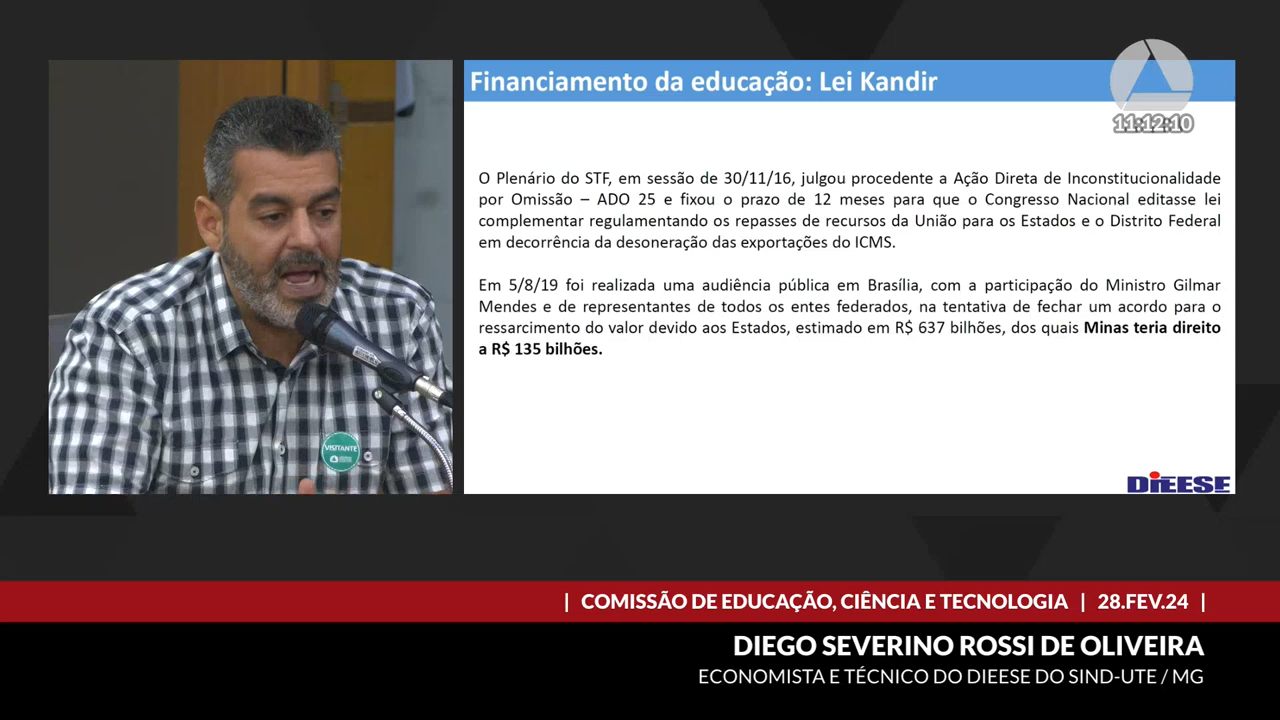 Financiamento da educação: Lei Kandir
11:12:10
O Plenário do STF, em sessão de 30/11/16, julgou procedente a Ação Direta de Inconstitucionalidade
por Omissão – ADO 25 e fixou o prazo de 12 meses para que o Congresso Nacional editasse lei
complementar regulamentando os repasses de recursos da União para os Estados e o Distrito Federal
em decorrência da desoneração das exportações do ICMS.
Em 5/8/19 foi realizada uma audiência pública em Brasília, com a participação do Ministro Gilmar
Mendes e de representantes de todos os entes federados, na tentativa de fechar um acordo para o
ressarcimento do valor devido aos Estados, estimado em R$ 637 bilhões, dos quais Minas teria direito
a R$ 135 bilhões.
VISITANTE
DIEESE
| COMISSÃO DE EDUCAÇÃO, CIÊNCIA E TECNOLOGIA | 28.FEV.24 |
DIEGO SEVERINO ROSSI DE OLIVEIRA
ECONOMISTA E TÉCNICO DO DIEESE DO SIND-UTE / MG